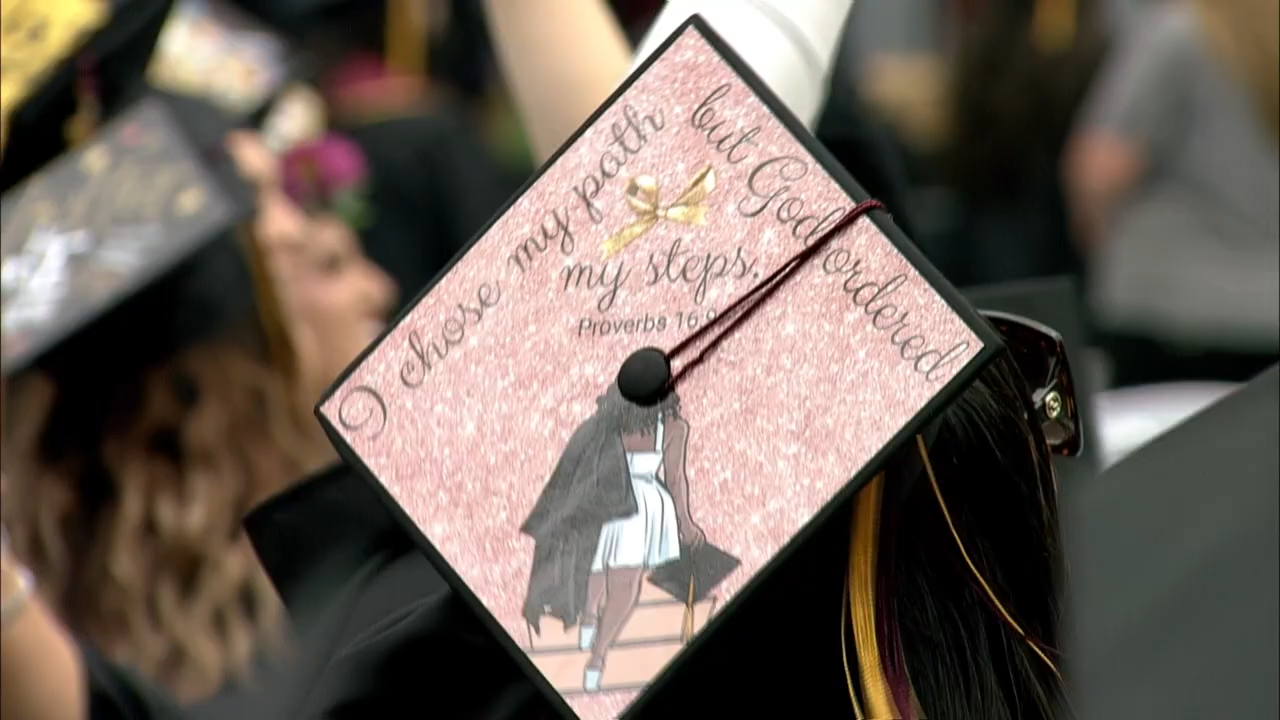 I chose my path
but God ordered
my steps.
Proverbs 16:9